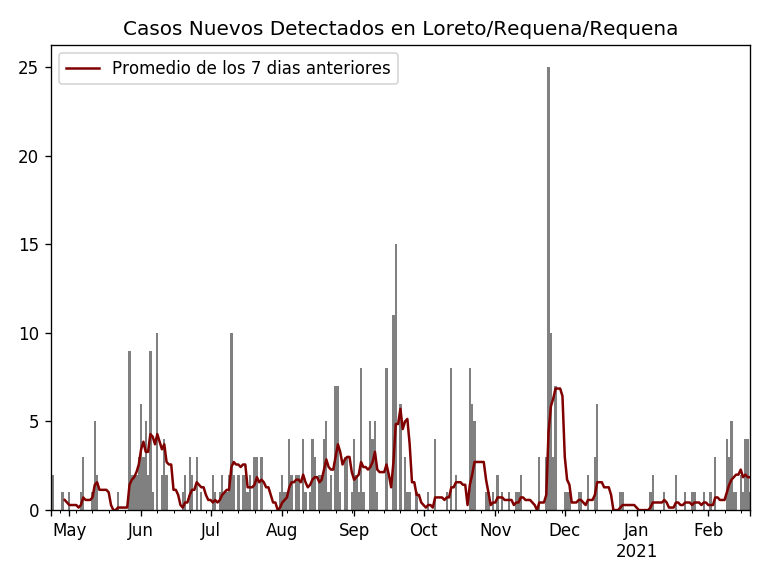 Casos Nuevos Detectados en Loreto/Requena/Requena
Promedio de los 7 dias anteriores
25
20
15
10
5
0
May Jun Jul Aug Sep Oct Nov Dec Jan Feb
2021